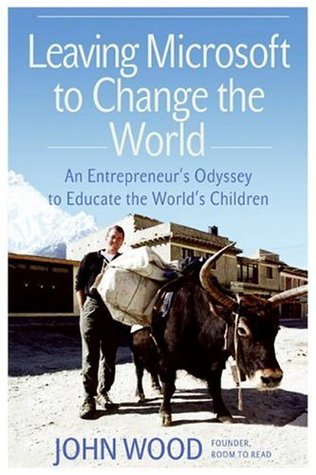 Leaving Microsoft
to Change the
World
An Entrepreneur's Odyssey
to Educate the World's Children
JOHN WOOD
FOUNDER,
ROOM TO READ